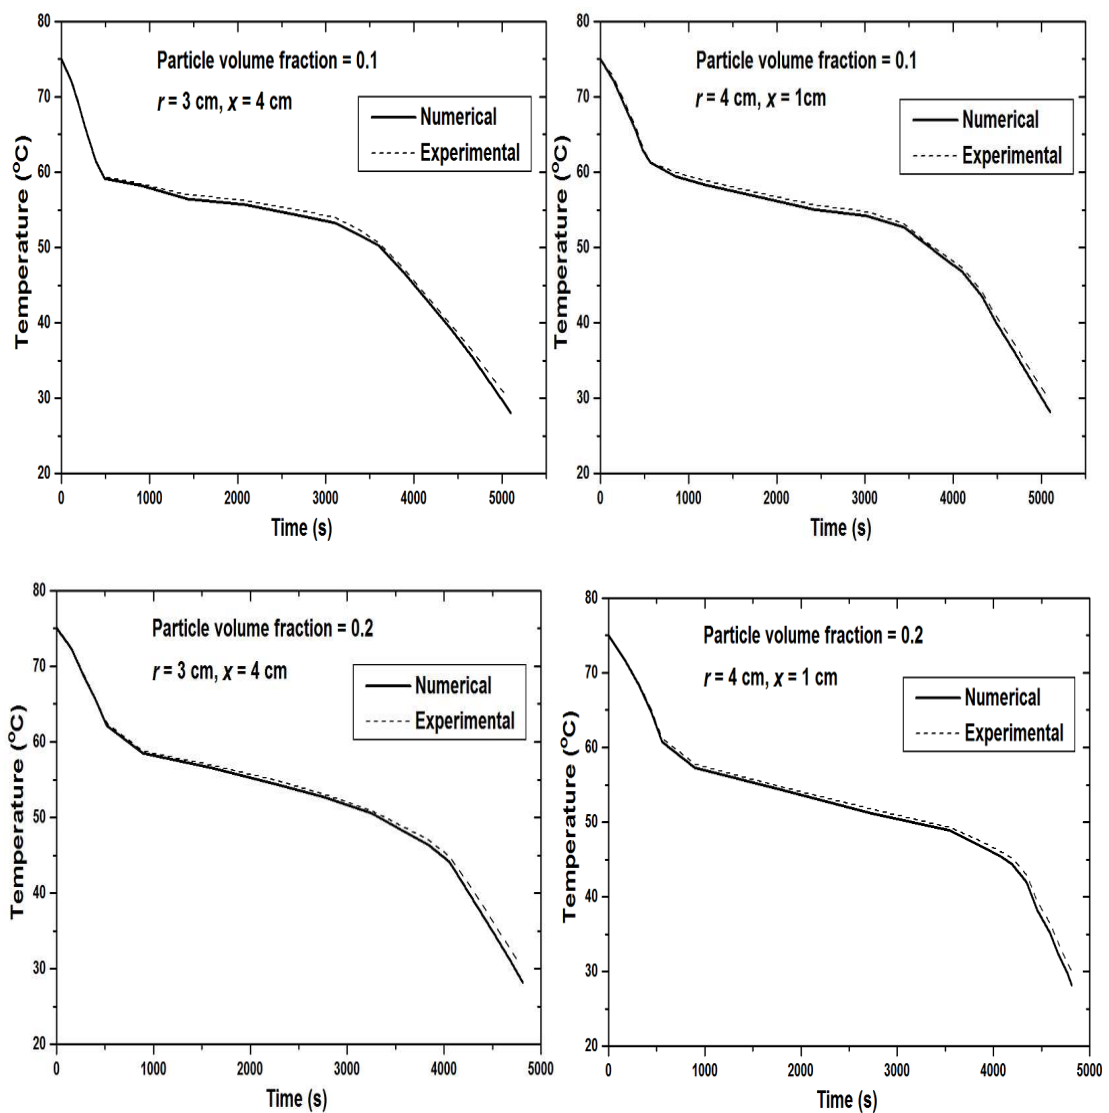 80
70
60
50
40
30
20
Temperature (°C)
Particle volume fraction = 0.1
r = 3 cm, x = 4 cm
Numerical
Experimental
0 1000 2000 3000 4000 5000
Time (s)
80
70
60
50
40
30
20
Temperature (°C)
Particle volume fraction = 0.1
r = 4 cm, x = 1cm
Numerical
Experimental
0 1000 2000 3000 4000 5000
Time (s)
80
70
60
50
40
30
20
Temperature (°C)
Particle volume fraction = 0.2
r = 3 cm, x = 4 cm
Numerical
Experimental
0 1000 2000 3000 4000 5000
Time (s)
80
70
60
50
40
30
20
Temperature (°C)
Particle volume fraction = 0.2
r = 4 cm, x = 1 cm
Numerical
Experimental
0 1000 2000 3000 4000 5000
Time (s)